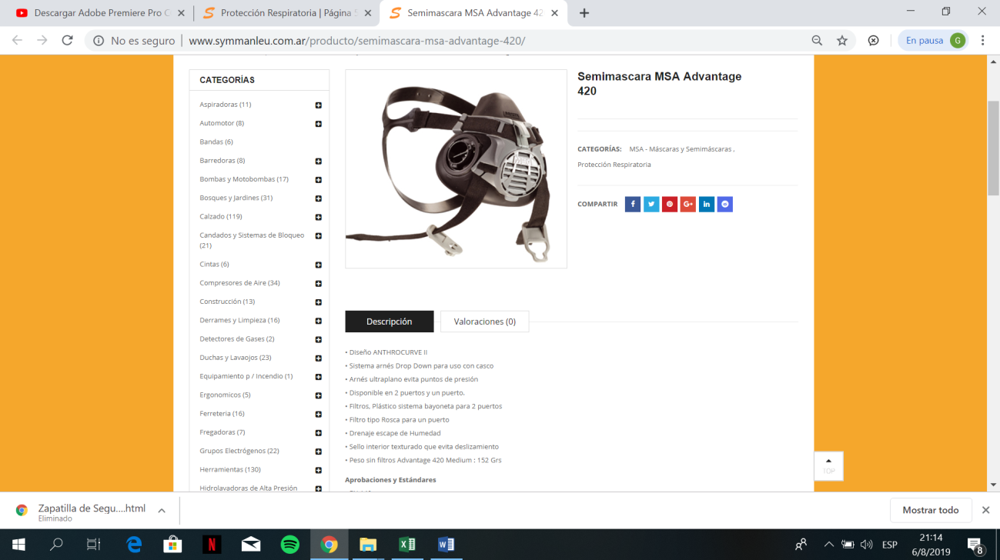 Descargar Adobe Premiere Pro C
Protección Respiratoria | Página 5
Semimascara MSA Advantage 42
No es seguro | www.symmanleu.com.ar/producto/semimascara-msa-advantage-420/
En pausa G
CATEGORÍAS
Aspiradoras (11)
Automotor (8)
Bandas (6)
Barredoras (8)
Bombas y Motobombas (17)
Bosques y Jardines (31)
Calzado (119)
Candados y Sistemas de Bloqueo
(21)
Cintas (6)
Compresores de Aire (34)
Construcción (13)
Derrames y Limpieza (16)
Detectores de Gases (2)
Duchas y Lavaojos (23)
Equipamiento p / Incendio (1)
Ergonomicos (5)
Ferreteria (16)
Fregadoras (7)
Grupos Electrógenos (22)
Herramientas (130)
Hidrolavadoras de Alta Presión
Semimascara MSA Advantage
420
CATEGORÍAS: MSA - Máscaras y Semimáscaras ,
Protección Respiratoria
COMPARTIR
Descripción
Valoraciones (0)
• Diseño ANTHROCURVE II
• Sistema arnés Drop Down para uso con casco
• Arnés ultraplano evita puntos de presión
• Disponible en 2 puertos y un puerto.
• Filtros, Plástico sistema bayoneta para 2 puertos
• Filtro tipo Rosca para un puerto
• Drenaje escape de Humedad
• Sello interior texturado que evita deslizamiento
• Peso sin filtros Advantage 420 Medium : 152 Grs
Aprobaciones y Estándares
TOP
Zapatilla de Segu....html
Eliminado
Mostrar todo
ESP
21:14
6/8/2019
8